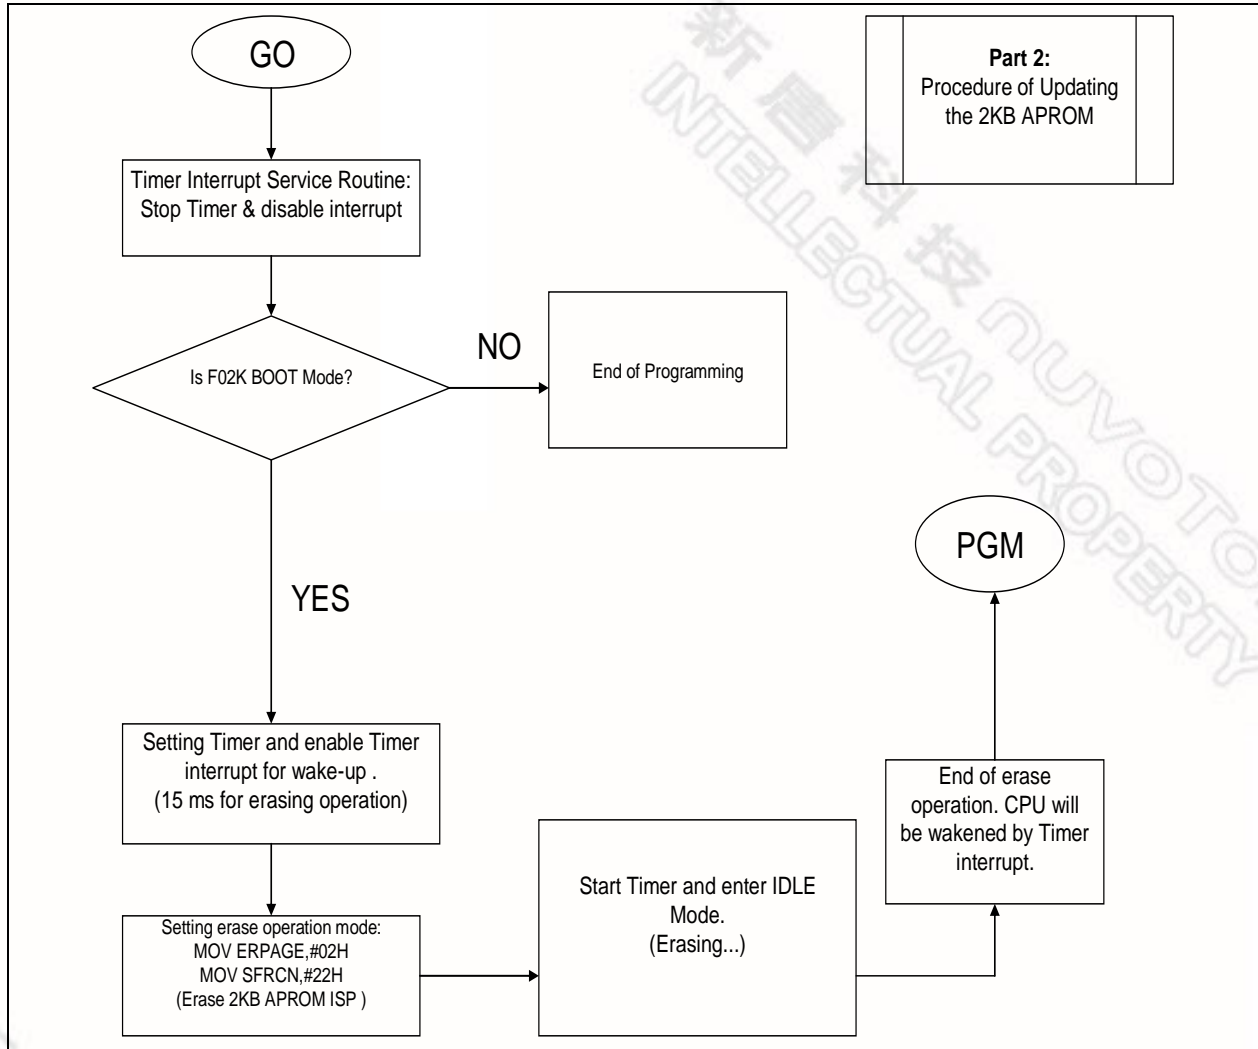 GO
Part 2:
Procedure of Updating
the 2KB APROM
Timer Interrupt Service Routine:
Stop Timer & disable interrupt
Is F02K BOOT Mode?
NO
End of Programming
YES
PGM
Setting Timer and enable Timer
interrupt for wake-up .
(15 ms for erasing operation)
Setting erase operation mode:
MOV ERPAGE,#02H
MOV SFRCN,#22H
(Erase 2KB APROM ISP )
Start Timer and enter IDLE
Mode.
(Erasing...)
End of erase
operation. CPU will
be wakened by Timer
interrupt.
新唐科技 nuvoTo
INTELLECTUAL PROPERTY